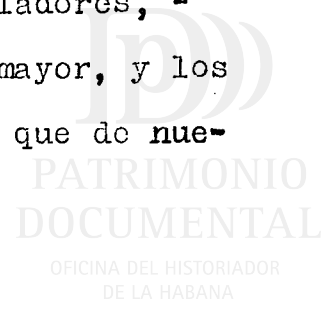 ladores, -
mayor, y los
que de nue-
PATRIMONIO
DOCUMENTAL
OFICINA DEL HISTORIADOR
DE LA HABANA